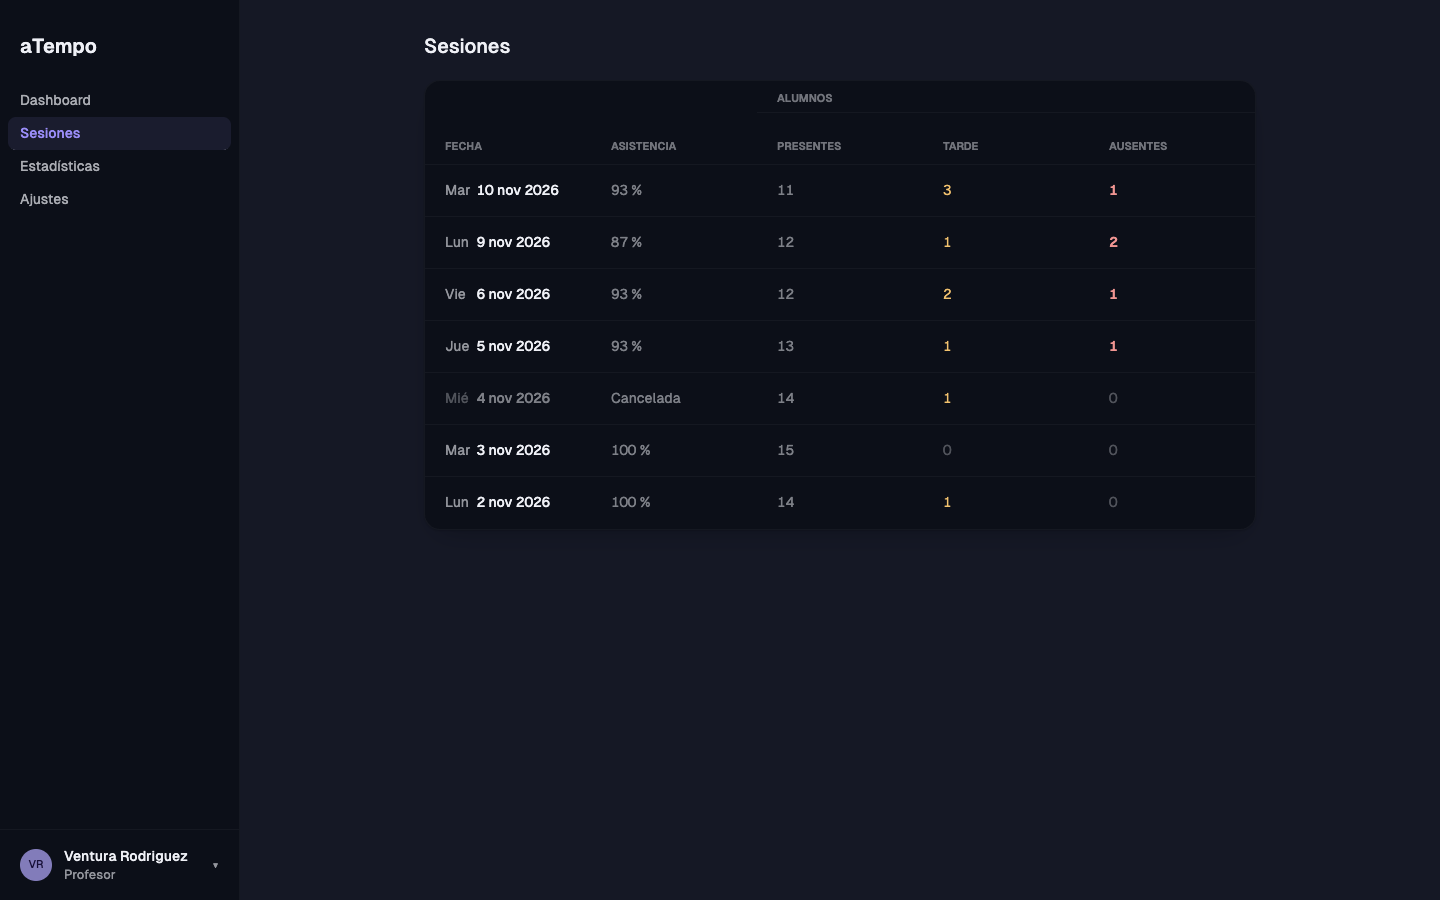 aTempo
Dashboard
Sesiones
Estadísticas
Ajustes
Ventura Rodriguez
VR
Profesor
▾
Sesiones
ALUMNOS
FECHA ASISTENCIA PRESENTES TARDE AUSENTES
Mar 10 nov 2026 93 % 11 3 1
Lun 9 nov 2026 87 % 12 1 2
Vie 6 nov 2026 93 % 12 2 1
Jue 5 nov 2026 93 % 13 1 1
Mié 4 nov 2026 Cancelada 14 1 0
Mar 3 nov 2026 100 % 15 0 0
Lun 2 nov 2026 100 % 14 1 0